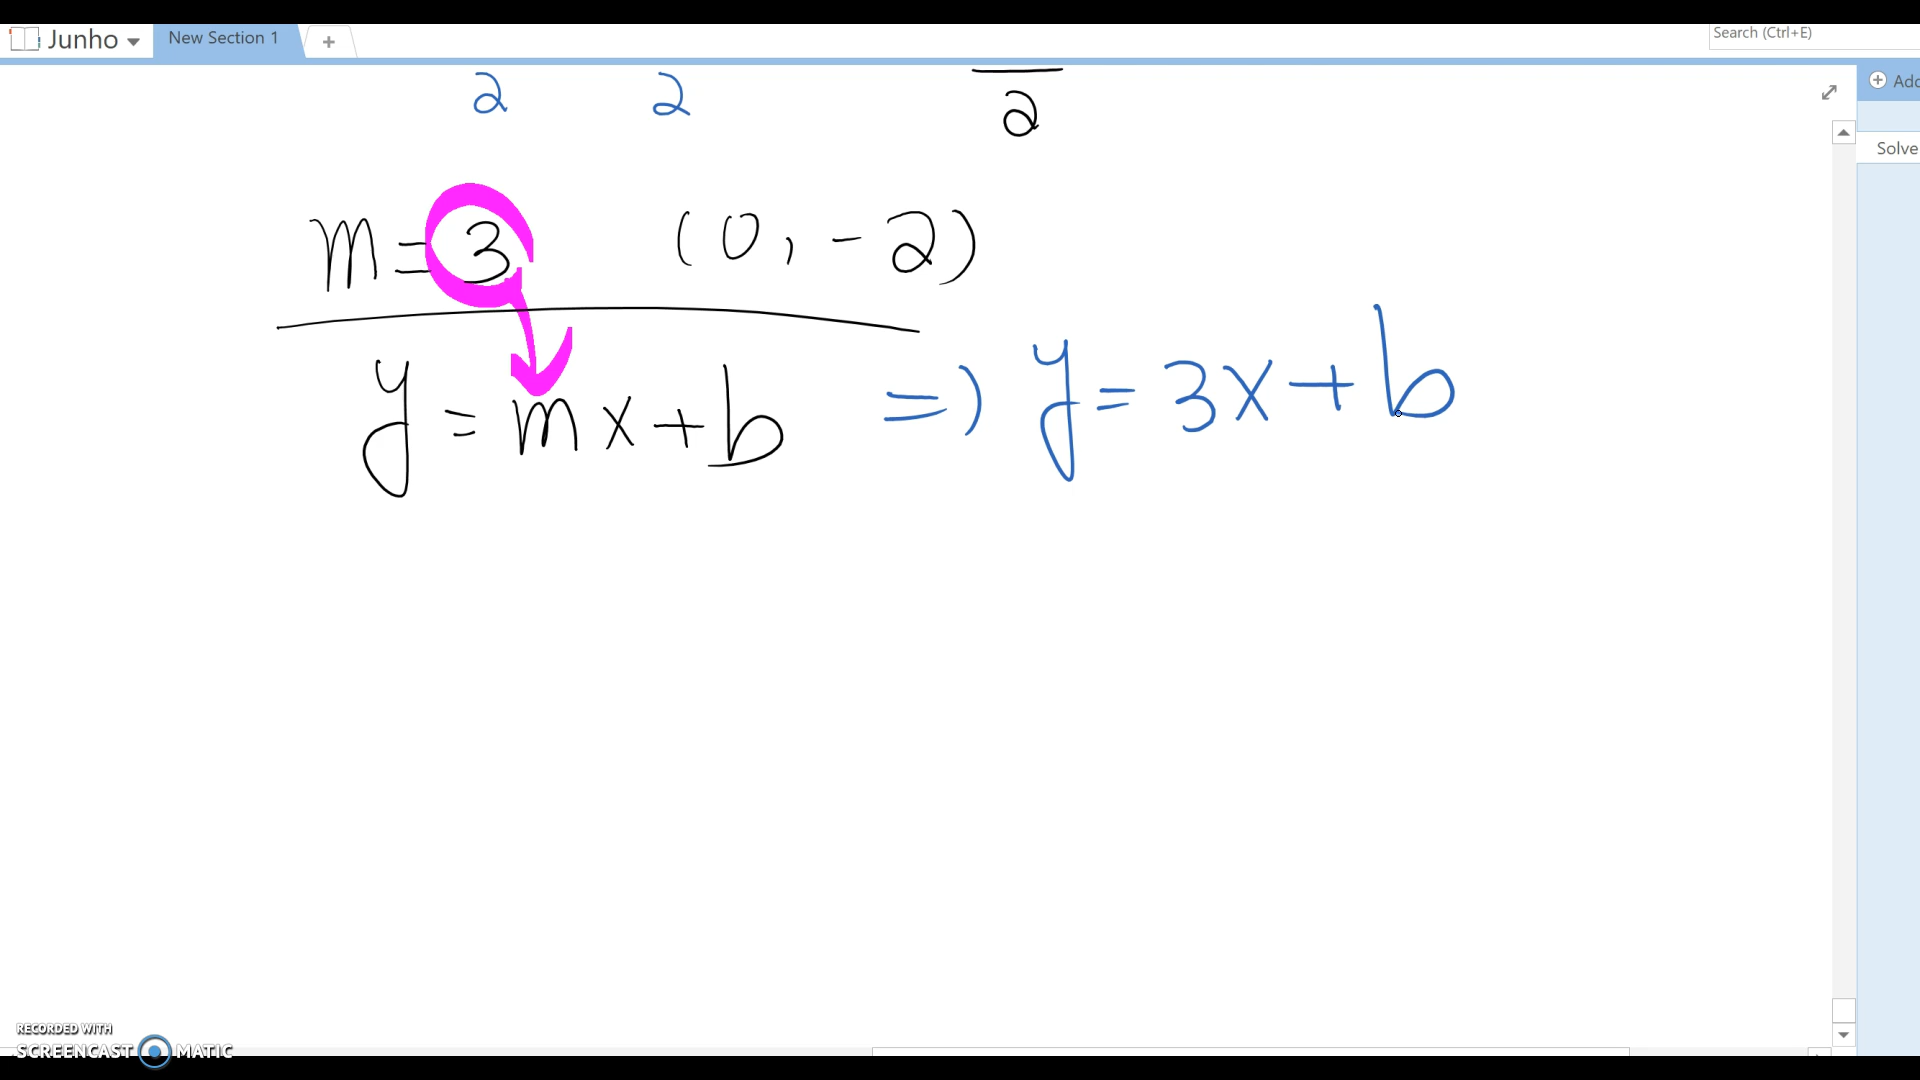 Junho
New Section 1
+
Search (Ctrl+E)
Solve
2 2 2
m = 3 (0, -2)
y = mx + b => y = 3x + b
RECORDED WITH
SCREENCAST MATIC